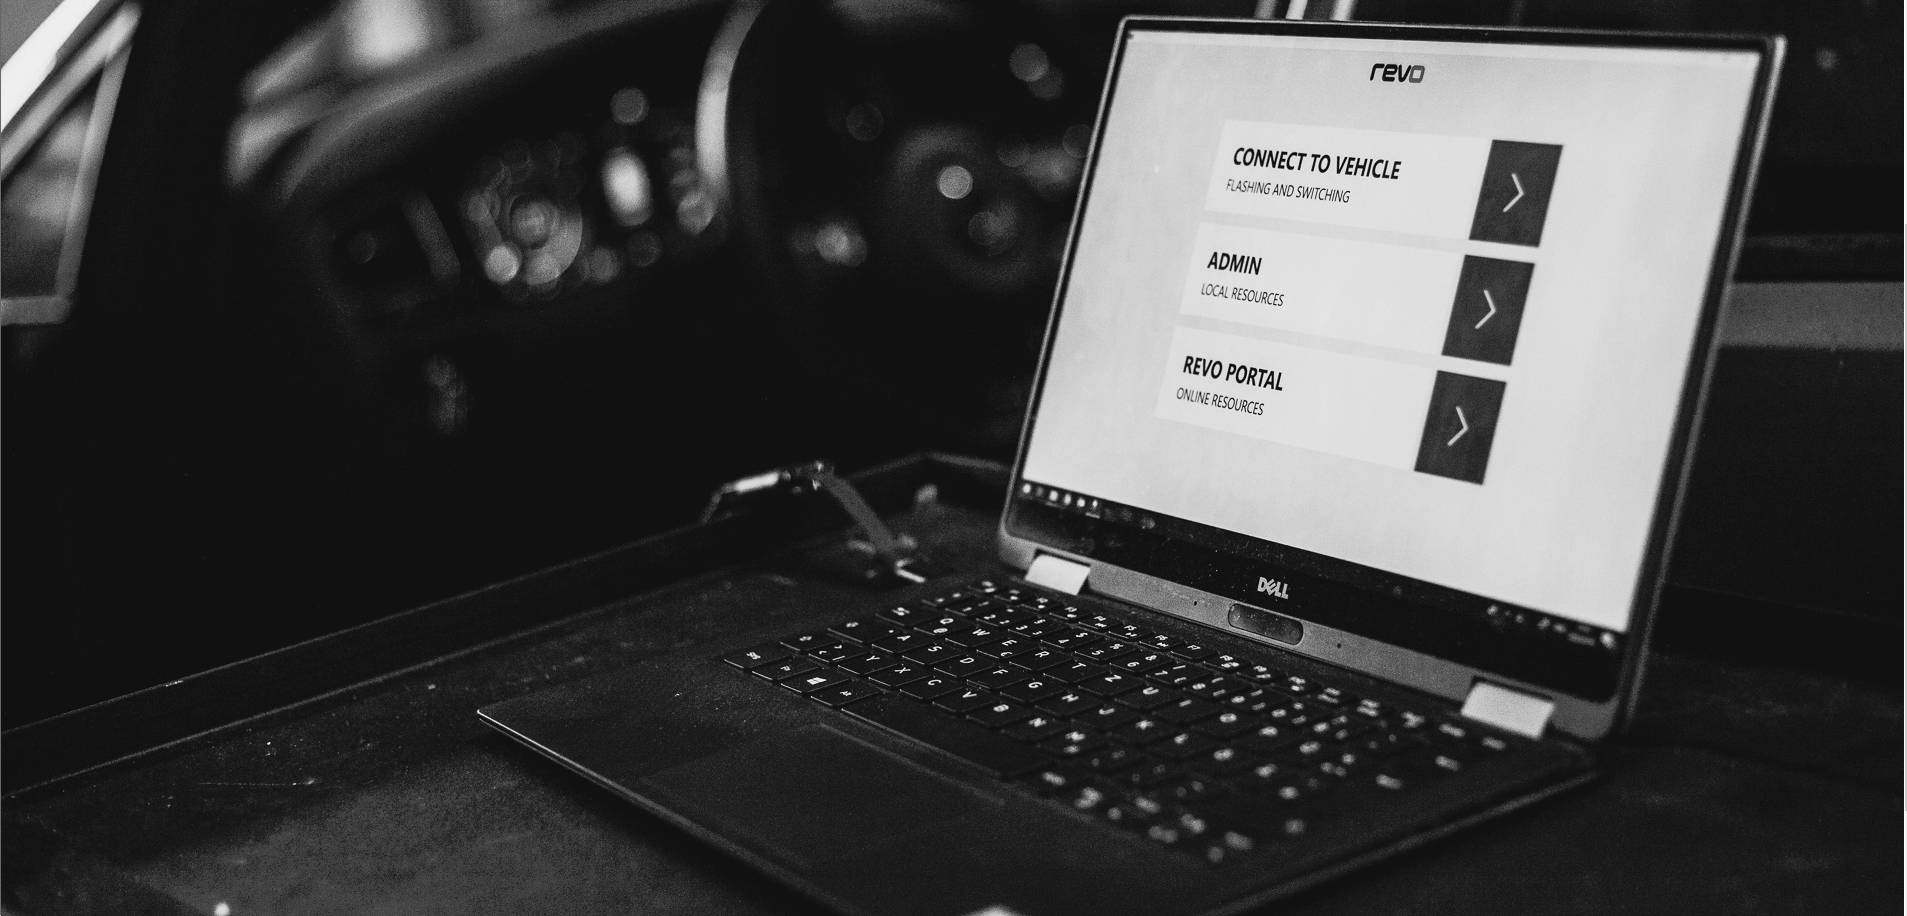 revo
CONNECT TO VEHICLE
FLASHING AND SWITCHING
ADMIN
LOCAL RESOURCES
REVO PORTAL
ONLINE RESOURCES
DELL
Q W E R T Z U I
A S D F G H J K L
Y X C V B N M